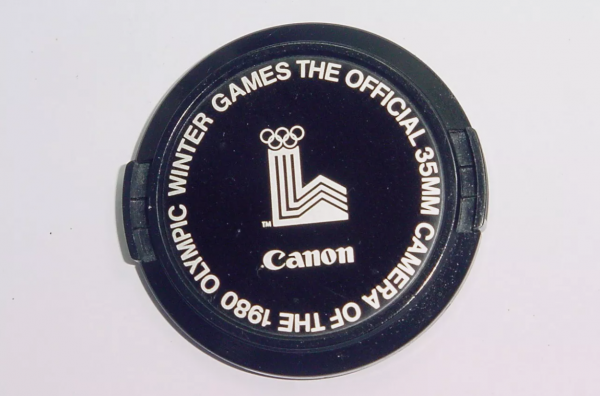 THE OFFICIAL 35MM CAMERA OF THE 1980 OLYMPIC WINTER GAMES
TM
Canon